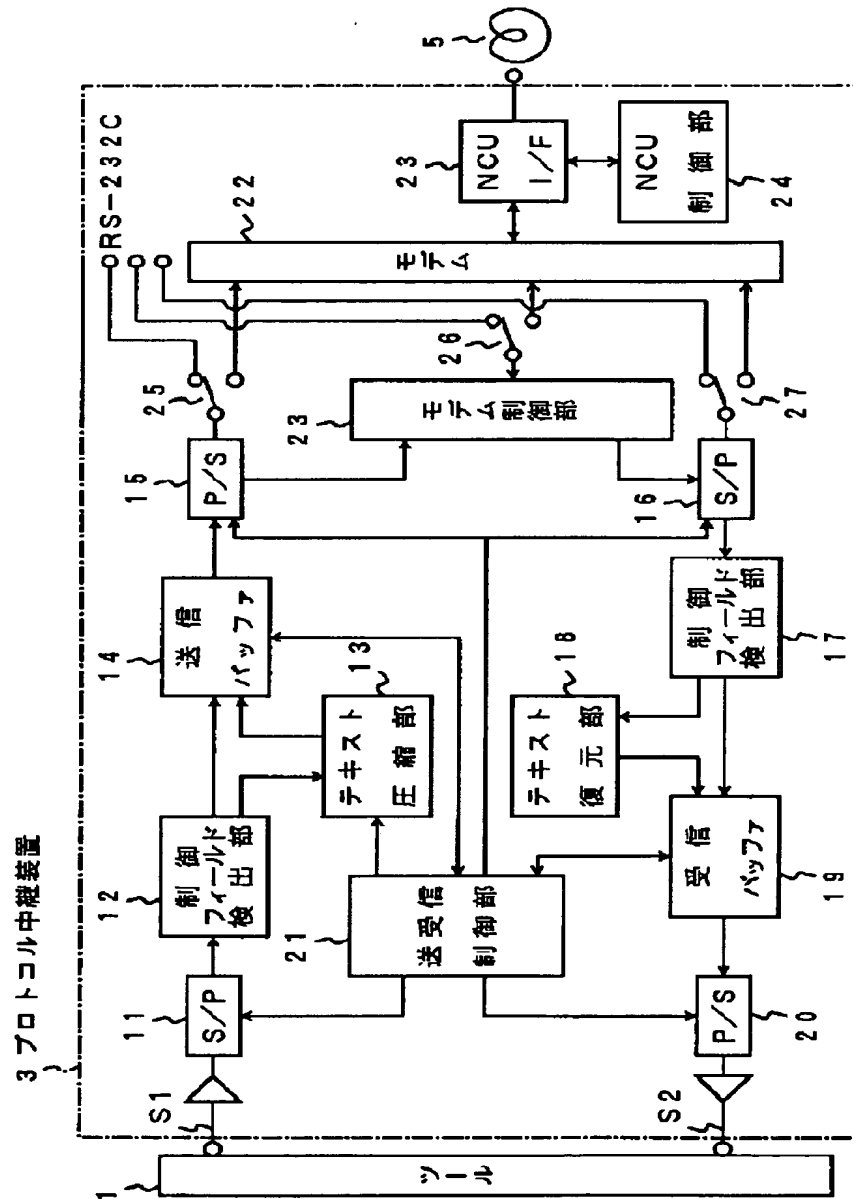 3 プロトコル中継装置
1
ツール
S1
S2
11
S/P
12
制御
フィールド
検出部
13
テキスト
圧縮部
14
送信
バッファ
15
P/S
25
RS-232C
22
モデム
23
NCU
I/F
5
NCU
制御部
24
21
送受信
制御部
23
モデム制御部
26
27
16
S/P
制御
フィールド
検出部
17
18
テキスト
復元部
受信
バッファ
19
P/S
20